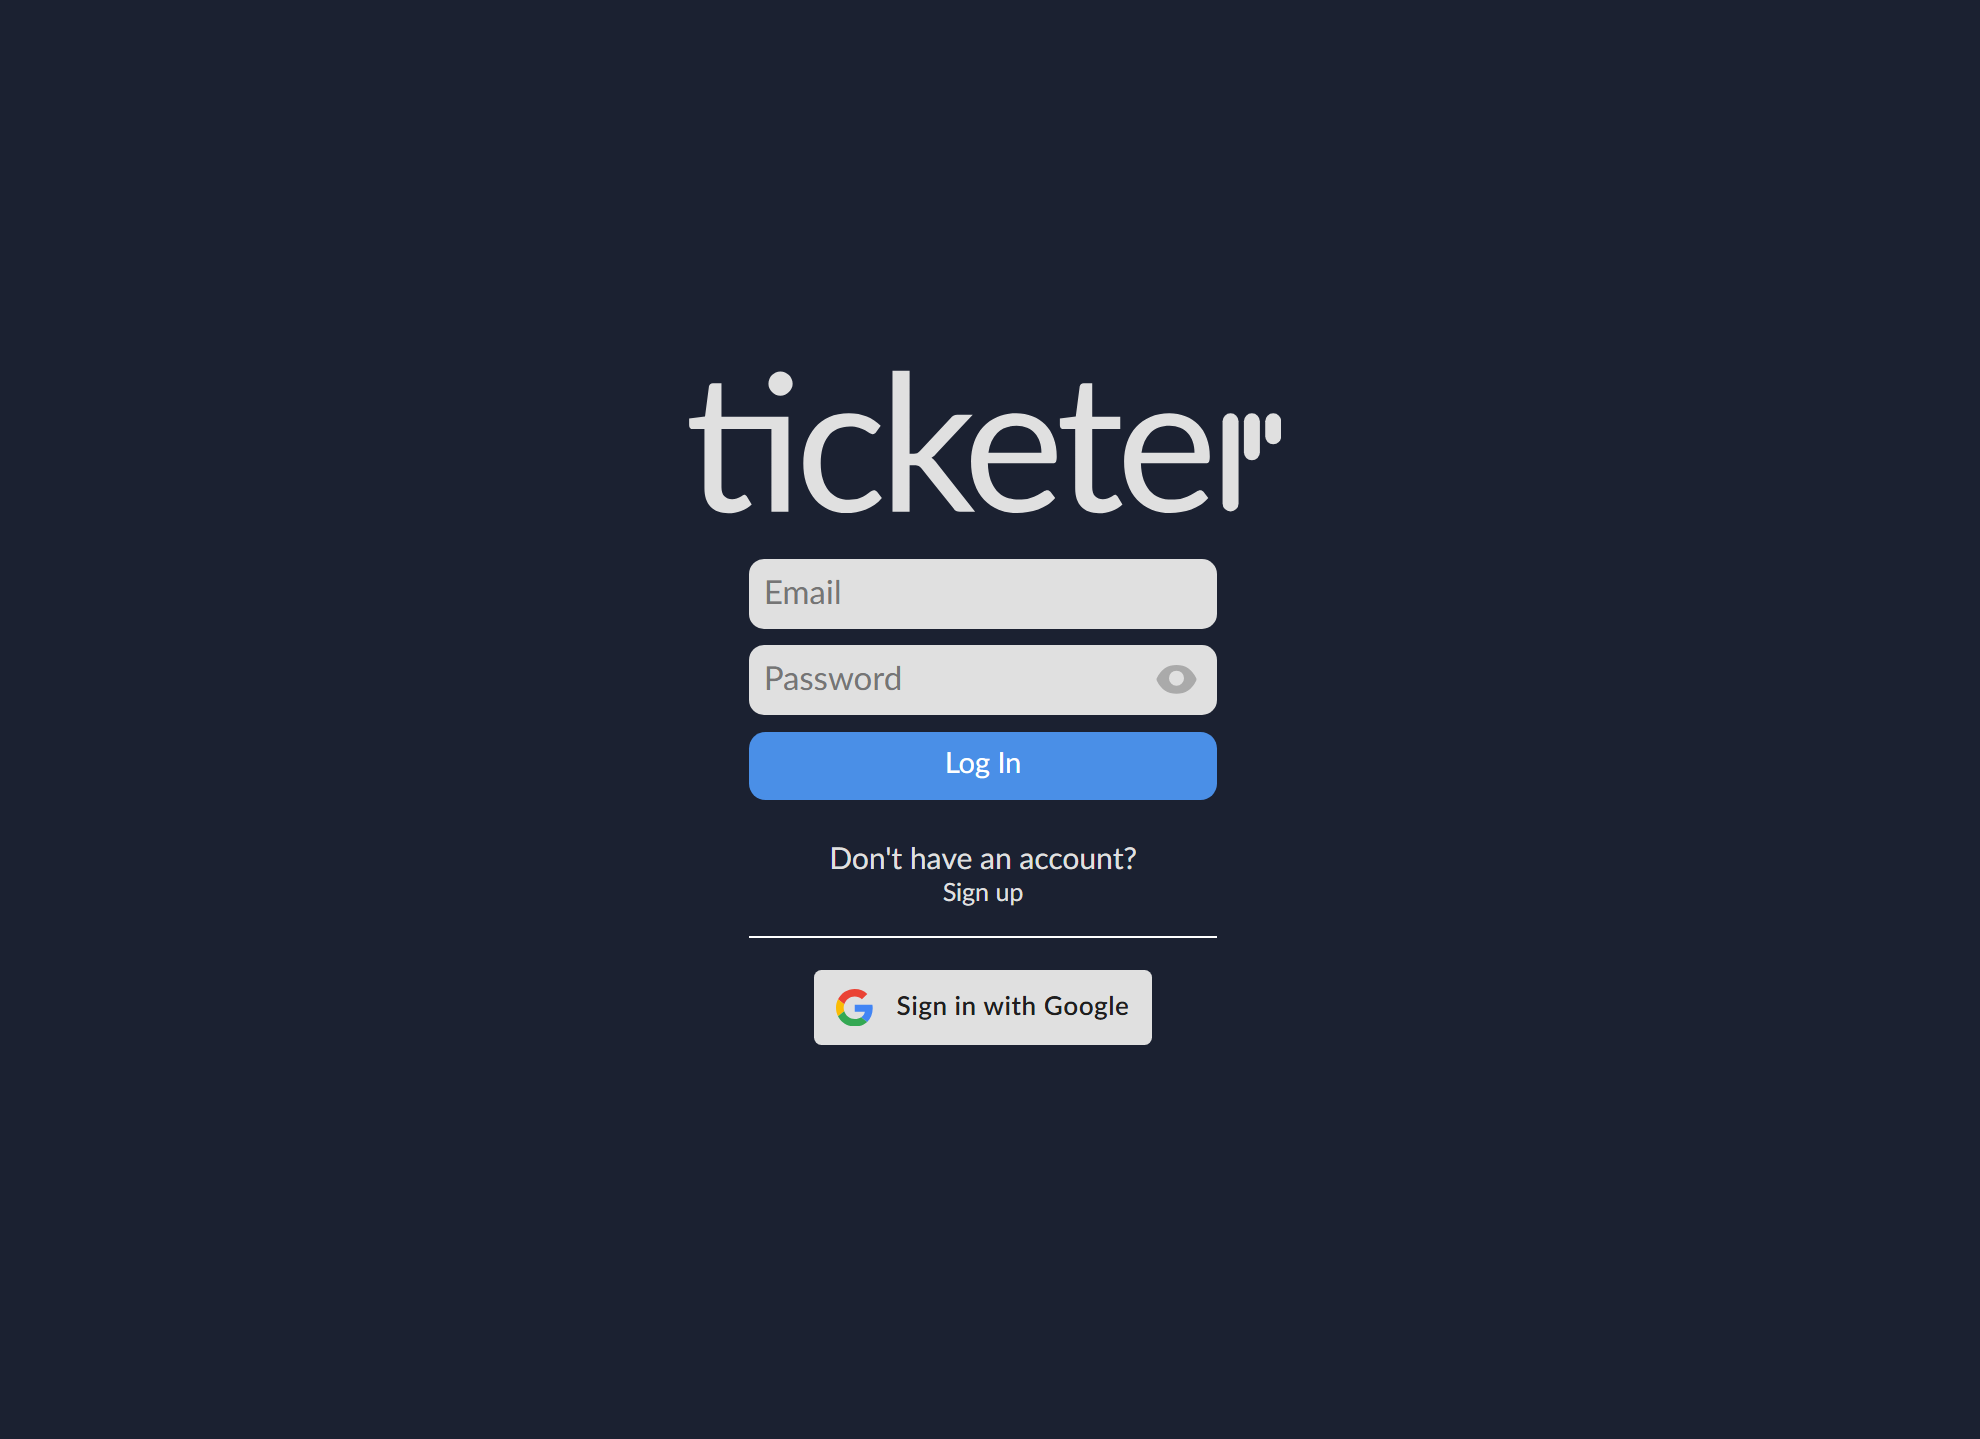 ticketer
Email
Password
Log In
Don't have an account?
Sign up
Sign in with Google